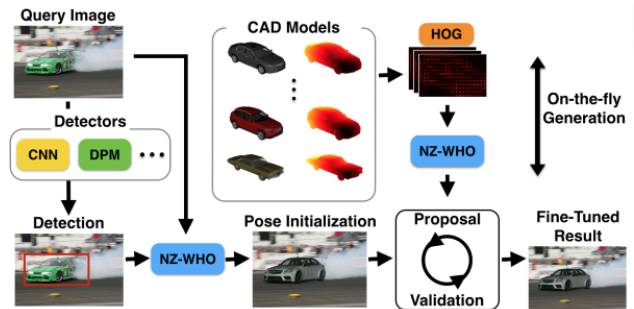 Query Image
CAD Models
HOG
On-the-fly
Generation
Detectors
CNN
DPM
NZ-WHO
Detection
NZ-WHO
Pose Initialization
Proposal
Validation
Fine-Tuned
Result